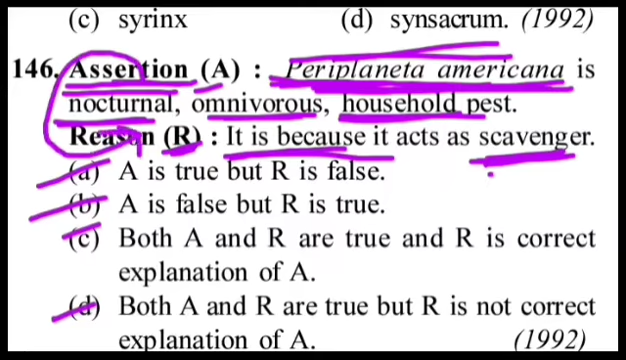 (c) syrinx (d) synsacrum. (1992)
146. Assertion (A) : Periplaneta americana is
nocturnal, omnivorous, household pest.
Reason (R) : It is because it acts as scavenger.
(a) A is true but R is false.
(b) A is false but R is true.
(c) Both A and R are true and R is correct
explanation of A.
(d) Both A and R are true but R is not correct
explanation of A. (1992)